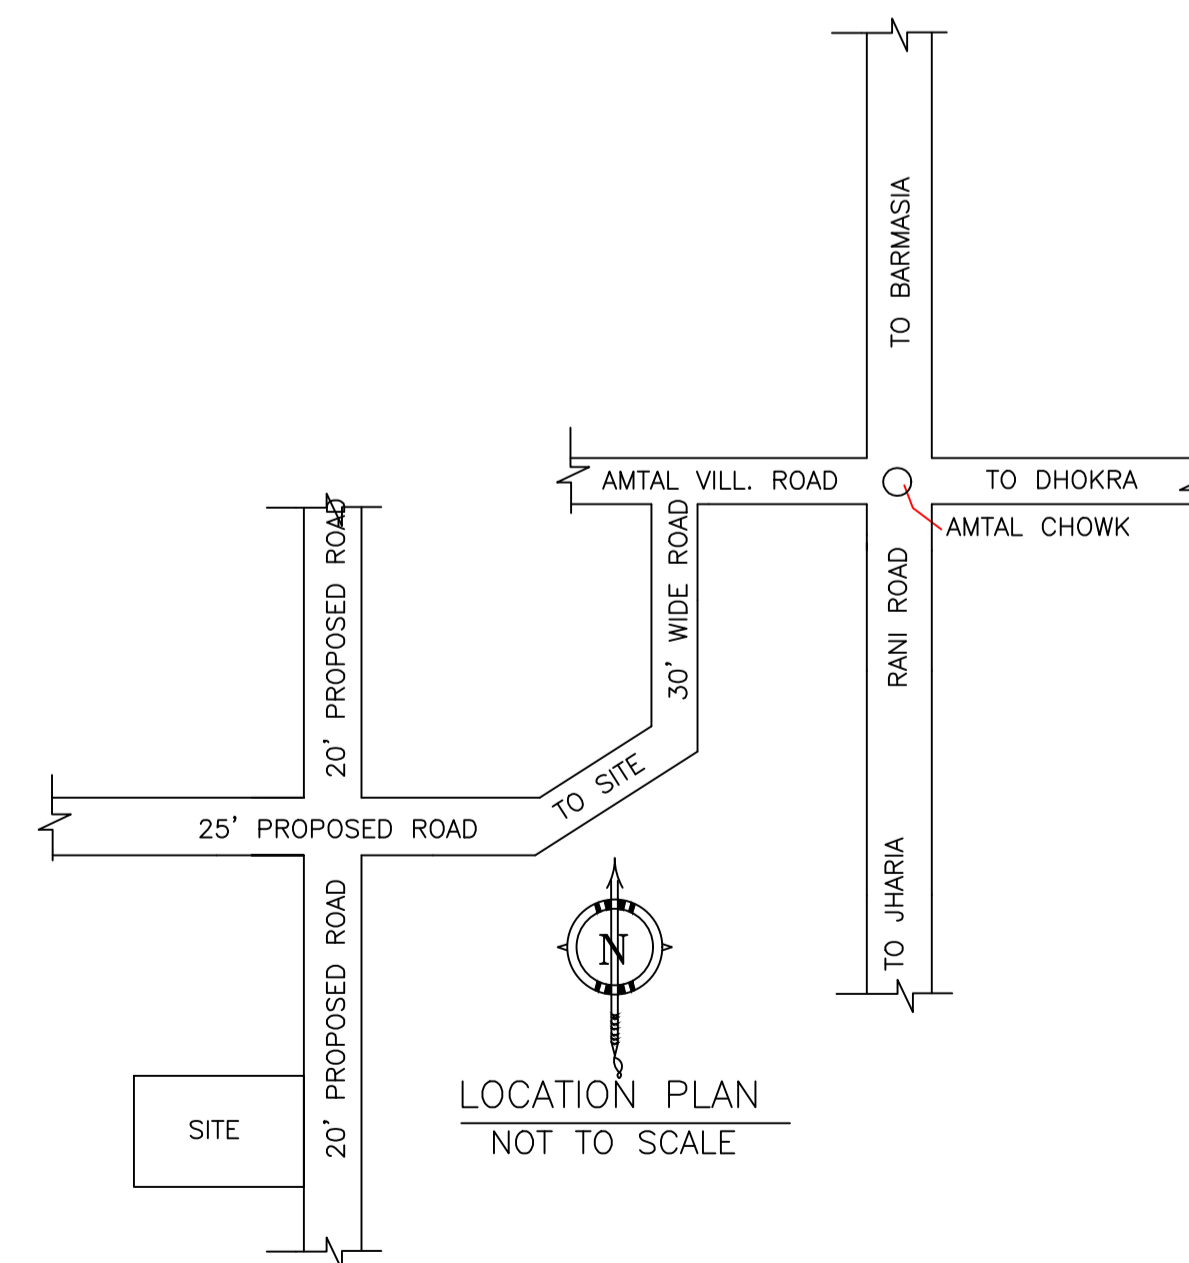 TO BARMASIA
AMTAL VILL. ROAD
TO DHOKRA
AMTAL CHOWK
30' WIDE ROAD
RANI ROAD
20' PROPOSED ROAD
TO SITE
25' PROPOSED ROAD
TO JHARIA
20' PROPOSED ROAD
N
SITE
LOCATION PLAN
NOT TO SCALE